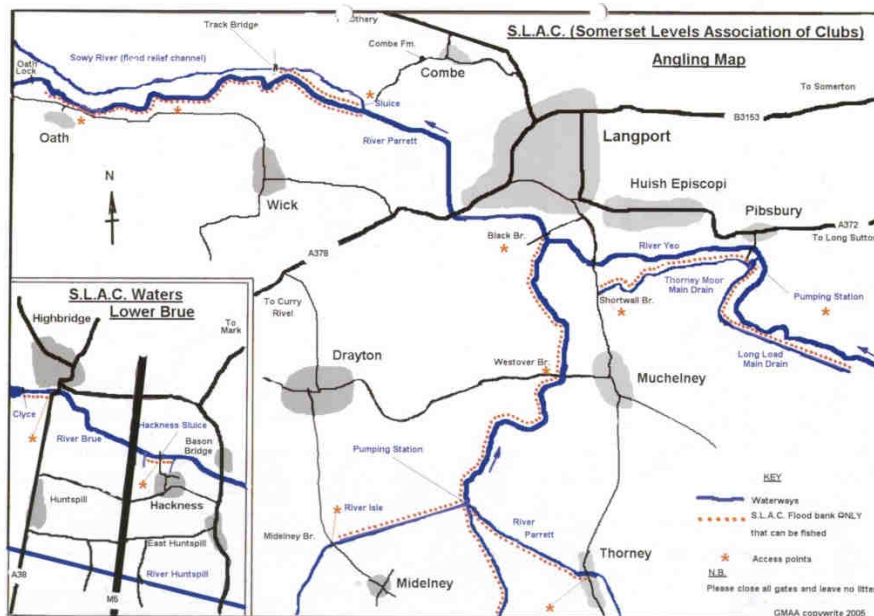 S.L.A.C. (Somerset Levels Association of Clubs)
Angling Map
Track Bridge
Combe Fm.
Combe
Sowy River (flood relief channel)
Oath
Lock
Sluice
To Somerton
B3153
Oath
River Parrett
Langport
N
Wick
Huish Episcopi
Pibsbury
A372
To Long Sutton
Black Br.
A378
River Yeo
Thorney Moor
Main Drain
Pumping Station
Shortwall Br.
To Curry
Rivel
Long Load
Main Drain
Drayton
Westover Br.
Muchelney
Pumping Station
River Isle
Midelney Br.
River
Parrett
Midelney
Thorney
S.L.A.C. Waters
Lower Brue
Highbridge
To
Mark
Clyce
River Brue
Hackness Sluice
Bason
Bridge
Huntspill
Hackness
East Huntspill
A38
River Huntspill
M5
KEY
Waterways
S.L.A.C. Flood bank ONLY
that can be fished
Access points
N.B.
Please close all gates and leave no litter
GMAA copywrite 2006